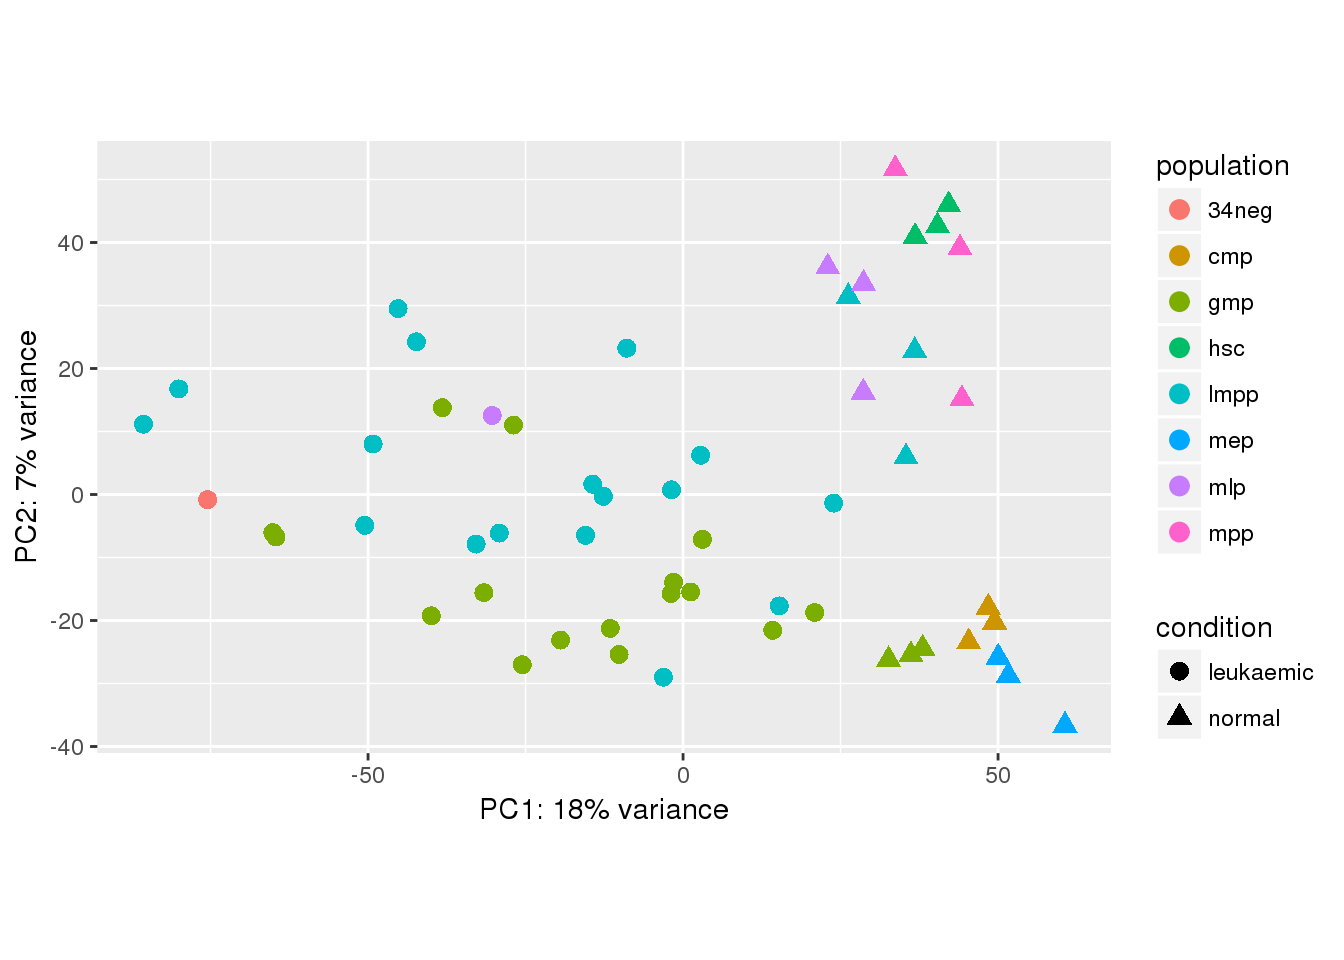 population
34neg
cmp
gmp
hsc
lmpp
mep
mlp
mpp
condition
leukaemic
normal
PC2: 7% variance
40
20
0
-20
-40
-50
0
50
PC1: 18% variance